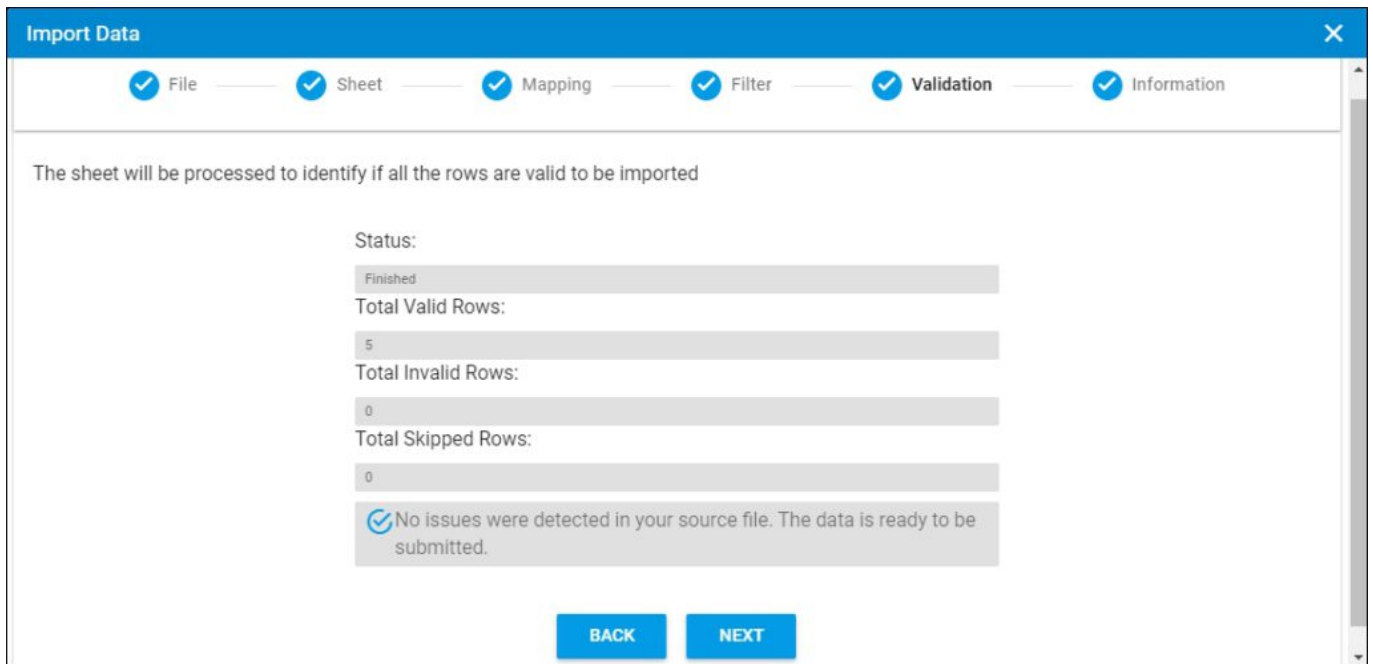 Import Data
File Sheet Mapping Filter Validation Information
The sheet will be processed to identify if all the rows are valid to be imported
Status:
Finished
Total Valid Rows:
5
Total Invalid Rows:
0
Total Skipped Rows:
0
No issues were detected in your source file. The data is ready to be
submitted.
BACK NEXT